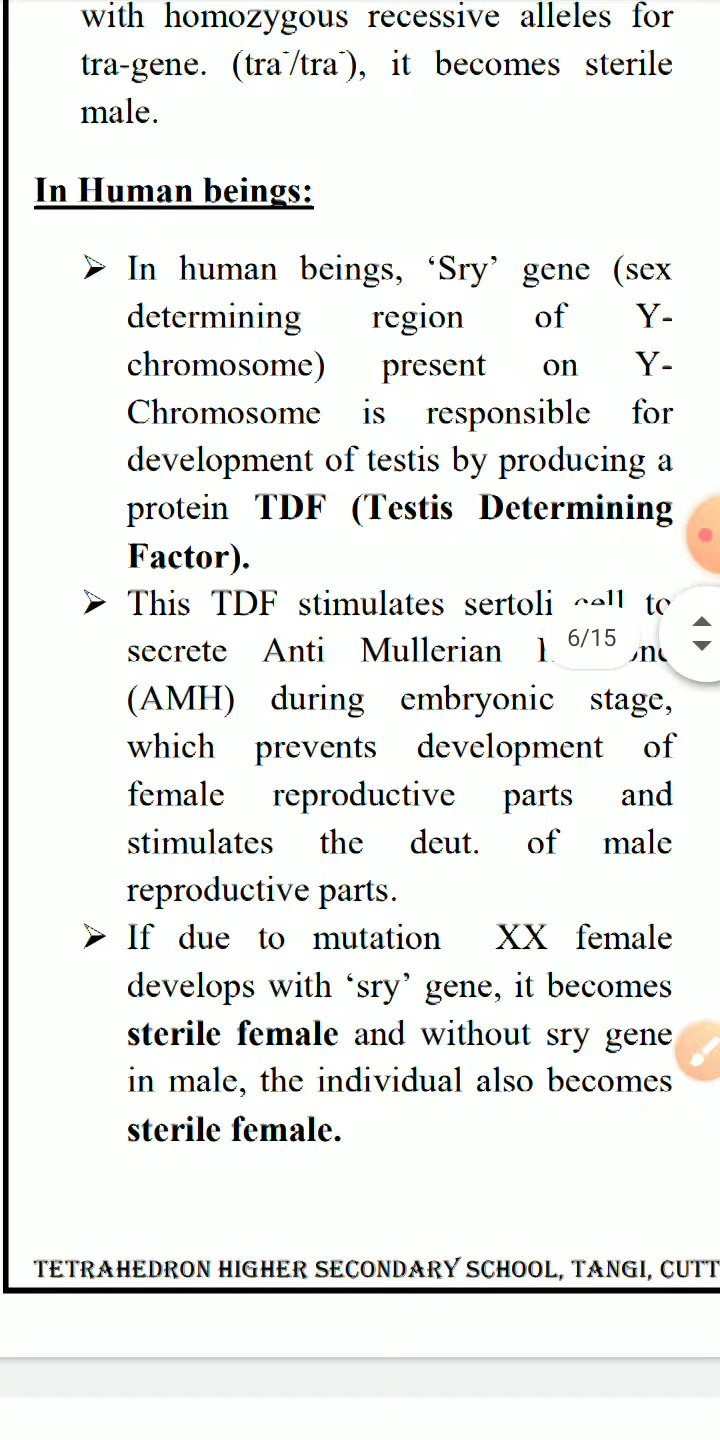 with homozygous recessive alleles for
tra-gene. (tra⁻/tra⁻), it becomes sterile
male.
In Human beings:
➢ In human beings, ‘Sry’ gene (sex
determining region of Y-
chromosome) present on Y-
Chromosome is responsible for
development of testis by producing a
protein TDF (Testis Determining
Factor).
➢ This TDF stimulates sertoli cell to
secrete Anti Mullerian
6/15
(AMH) during embryonic stage,
which prevents development of
female reproductive parts and
stimulates the deut. of male
reproductive parts.
➢ If due to mutation XX female
develops with ‘sry’ gene, it becomes
sterile female and without sry gene
in male, the individual also becomes
sterile female.
TETRAHEDRON HIGHER SECONDARY SCHOOL, TANGI, CUTT